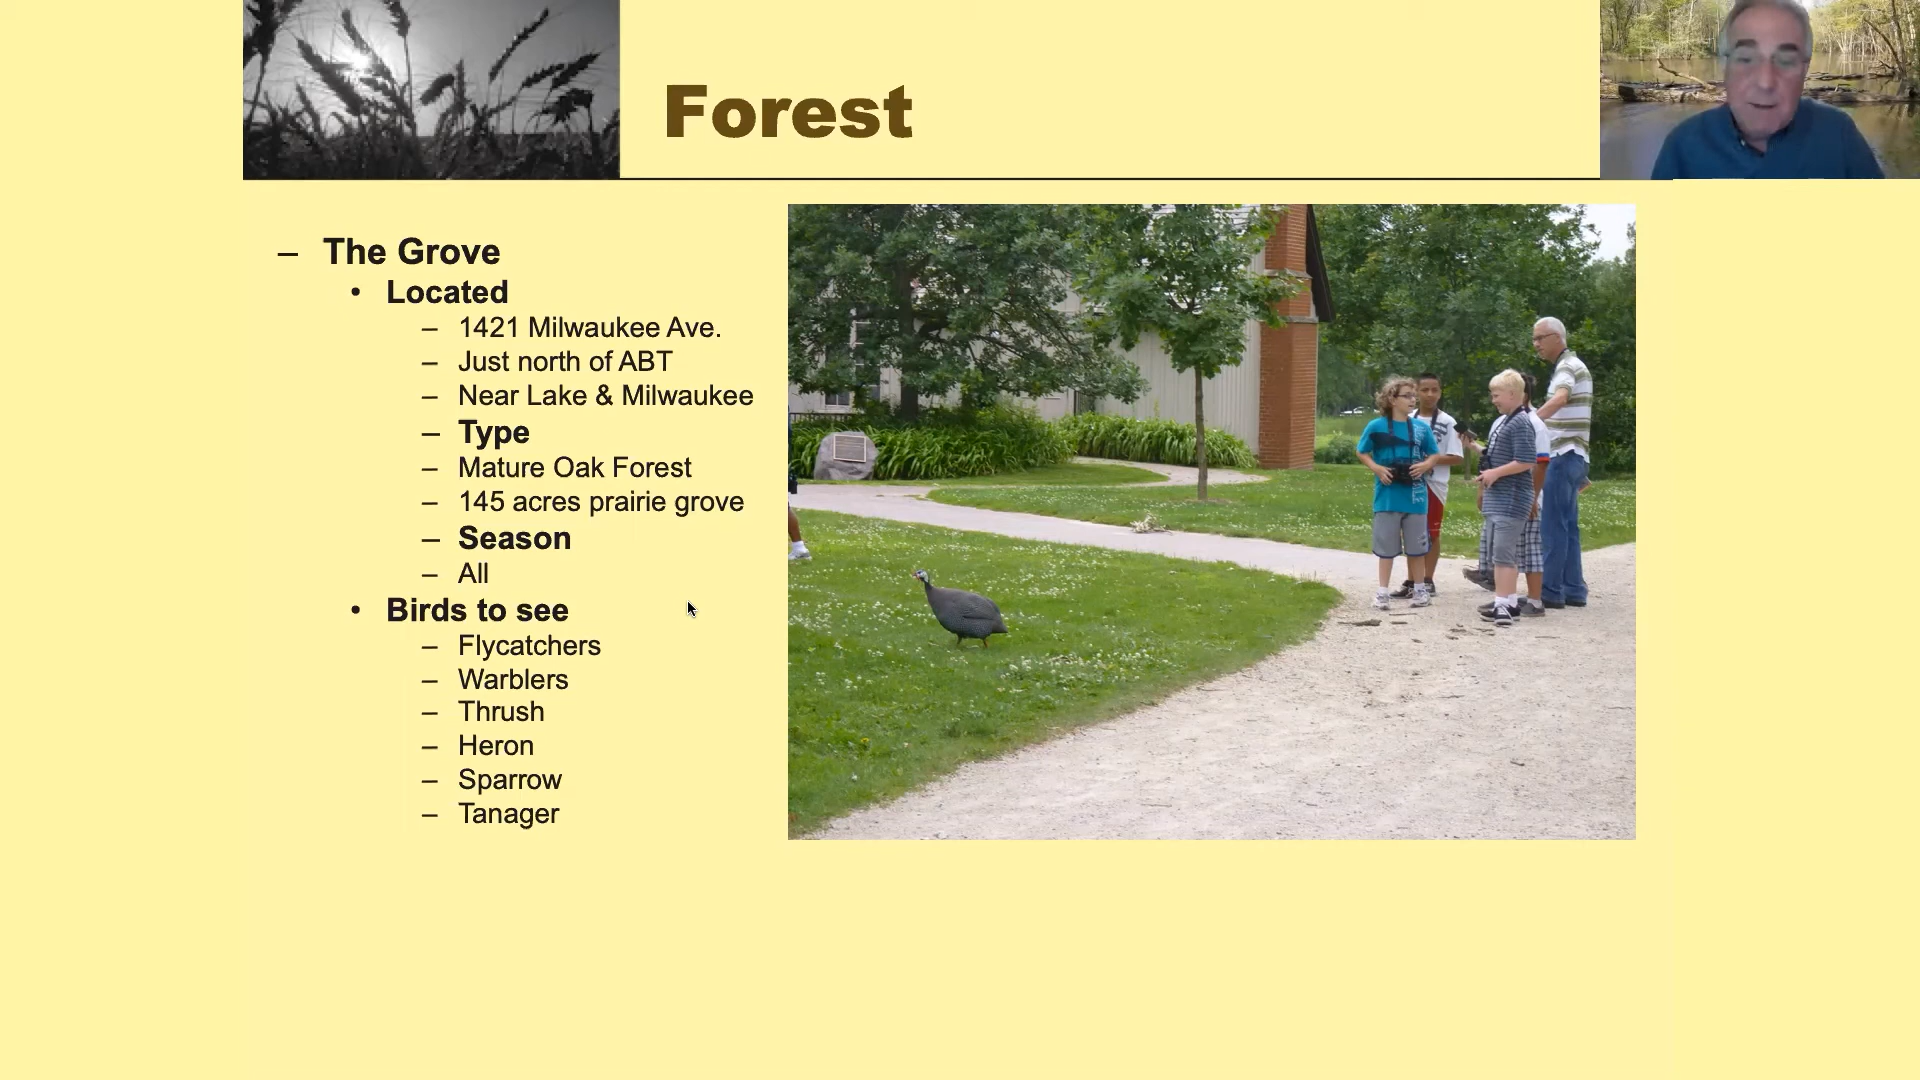 Forest
– The Grove
• Located
– 1421 Milwaukee Ave.
– Just north of ABT
– Near Lake & Milwaukee
– Type
– Mature Oak Forest
– 145 acres prairie grove
– Season
– All
• Birds to see
– Flycatchers
– Warblers
– Thrush
– Heron
– Sparrow
– Tanager